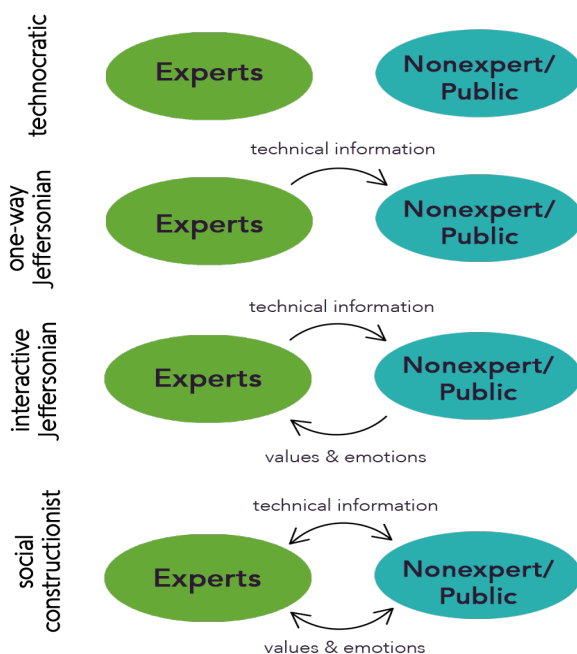 technocratic
Experts
Nonexpert/
Public
technical information
one-way
Jeffersonian
Experts
Nonexpert/
Public
technical information
interactive
Jeffersonian
Experts
Nonexpert/
Public
values & emotions
technical information
social
constructionist
Experts
Nonexpert/
Public
values & emotions